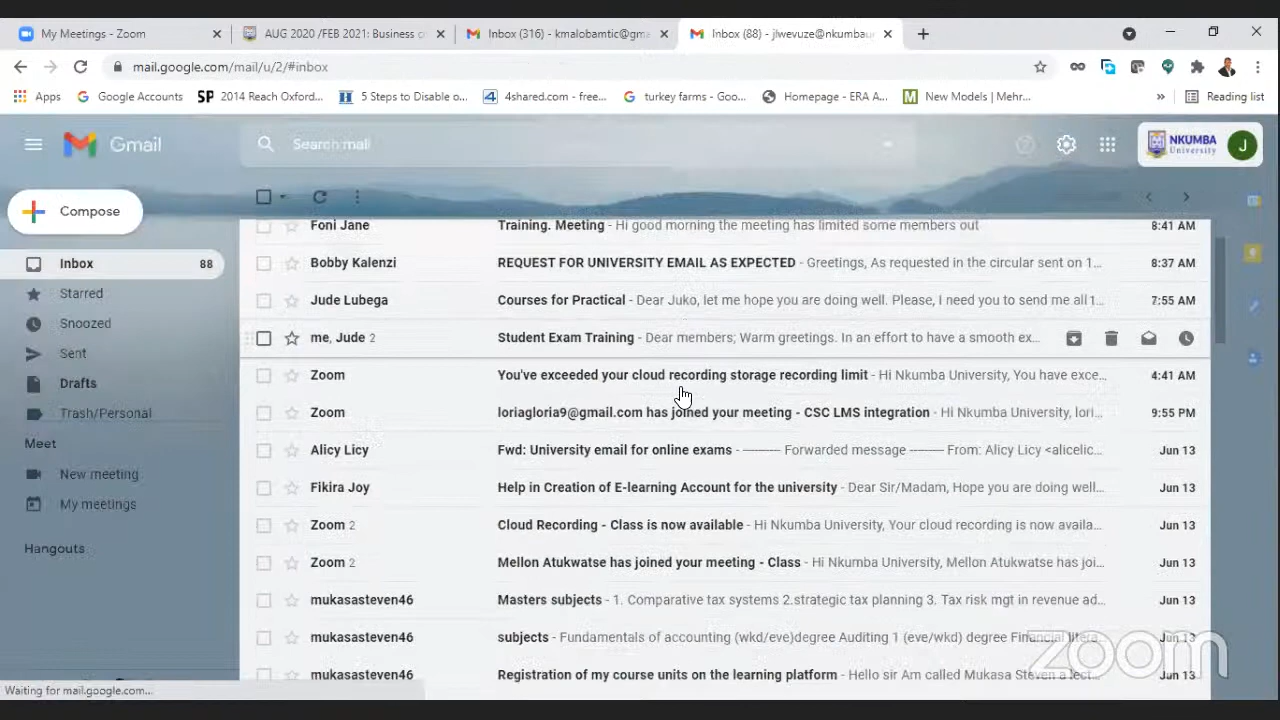 My Meetings - Zoom
AUG 2020 /FEB 2021: Business c
Inbox (316) - kmalobamtic@gm
Inbox (88) - jlwevuze@nkumbau
mail.google.com/mail/u/2/#inbox
Apps
Google Accounts
2014 Reach Oxford...
5 Steps to Disable o...
4shared.com - free...
turkey farms - Goo...
Homepage - ERA A...
New Models | Mehr...
»
Reading list
Gmail
Search mail
NKUMBA
University
J
Compose
Foni Jane Training. Meeting - Hi good morning the meeting has limited some members out 8:41 AM
Inbox 88
Bobby Kalenzi REQUEST FOR UNIVERSITY EMAIL AS EXPECTED - Greetings, As requested in the circular sent on 1... 8:37 AM
Starred
Jude Lubega Courses for Practical - Dear Juko, let me hope you are doing well. Please, I need you to send me all 1... 7:55 AM
Snoozed
me, Jude 2 Student Exam Training - Dear members; Warm greetings. In an effort to have a smooth ex...
Sent
Zoom You've exceeded your cloud recording storage recording limit - Hi Nkumba University, You have exce... 4:41 AM
Drafts
Zoom loriagloria9@gmail.com has joined your meeting - CSC LMS integration - Hi Nkumba University, lori... 9:55 PM
Trash/Personal
Meet
Alicy Licy Fwd: University email for online exams - ---------- Forwarded message --------- From: Alicy Licy <alicelic... Jun 13
New meeting
Fikira Joy Help in Creation of E-learning Account for the university - Dear Sir/Madam, Hope you are doing well... Jun 13
My meetings
Zoom 2 Cloud Recording - Class is now available - Hi Nkumba University, Your cloud recording is now availa... Jun 13
Hangouts
Zoom 2 Mellon Atukwatse has joined your meeting - Class - Hi Nkumba University, Mellon Atukwatse has joi... Jun 13
mukasasteven46 Masters subjects - 1. Comparative tax systems 2.strategic tax planning 3. Tax risk mgt in revenue ad... Jun 13
mukasasteven46 subjects - Fundamentals of accounting (wkd/eve)degree Auditing 1 (eve/wkd) degree Financial litera... Jun 13
mukasasteven46 Registration of my course units on the learning platform - Hello sir Am called Mukasa Steven a lect... Jun 13
Waiting for mail.google.com...
zoom